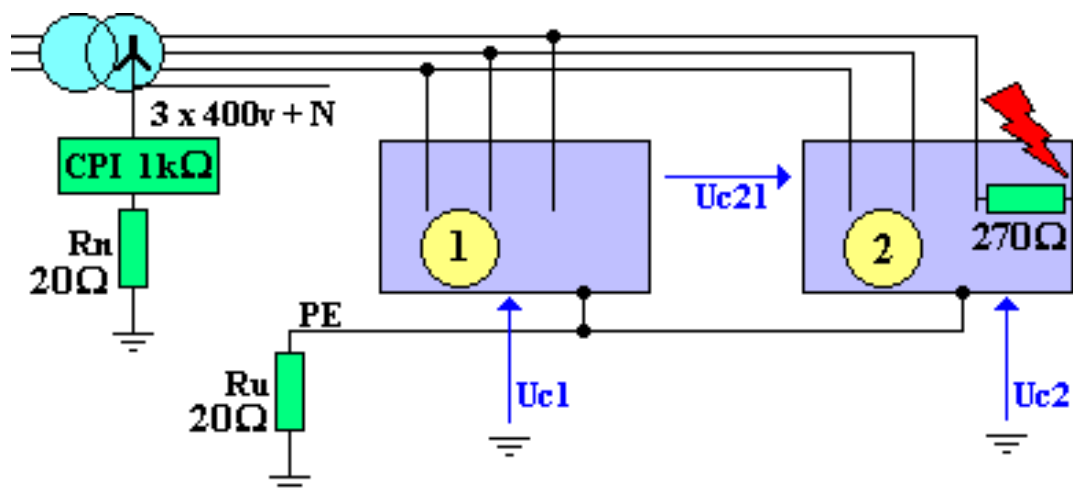 3 x 400v + N
CPI 1kΩ
Rn
20Ω
Uc21
270Ω
1
2
PE
Ru
20Ω
Uc1
Uc2